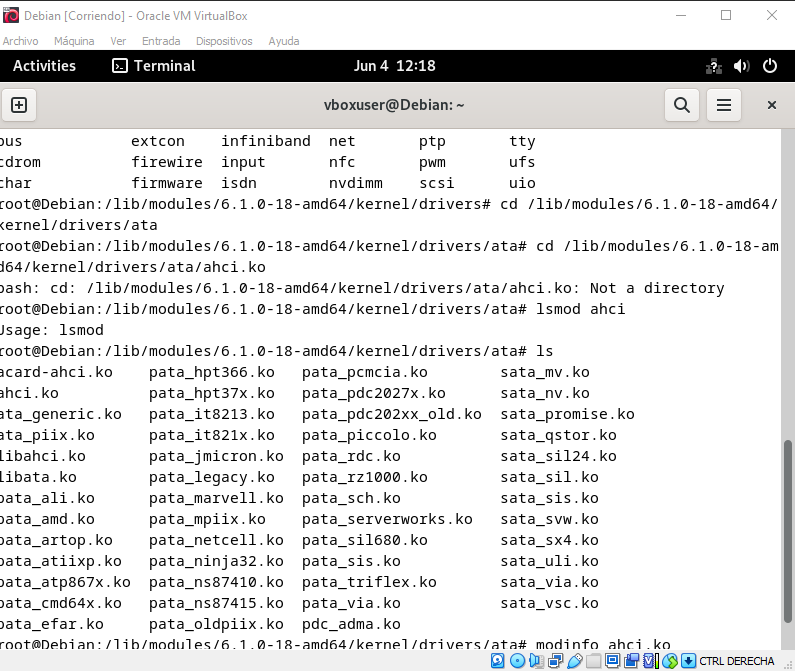 Debian [Corriendo] - Oracle VM VirtualBox
Archivo Máquina Ver Entrada Dispositivos Ayuda
Activities Terminal Jun 4 12:18
vboxuser@Debian: ~
ous extcon infiniband net ptp tty
cdrom firewire input nfc pwm ufs
char firmware isdn nvdimm scsi uio
root@Debian:/lib/modules/6.1.0-18-amd64/kernel/drivers# cd /lib/modules/6.1.0-18-amd64/
kernel/drivers/ata
root@Debian:/lib/modules/6.1.0-18-amd64/kernel/drivers/ata# cd /lib/modules/6.1.0-18-am
d64/kernel/drivers/ata/ahci.ko
bash: cd: /lib/modules/6.1.0-18-amd64/kernel/drivers/ata/ahci.ko: Not a directory
root@Debian:/lib/modules/6.1.0-18-amd64/kernel/drivers/ata# lsmod ahci
Usage: lsmod
root@Debian:/lib/modules/6.1.0-18-amd64/kernel/drivers/ata# ls
acard-ahci.ko pata_hpt366.ko pata_pcmcia.ko sata_mv.ko
ahci.ko pata_hpt37x.ko pata_pdc2027x.ko sata_nv.ko
ata_generic.ko pata_it8213.ko pata_pdc202xx_old.ko sata_promise.ko
ata_piix.ko pata_it821x.ko pata_piccolo.ko sata_qstor.ko
libahci.ko pata_jmicron.ko pata_rdc.ko sata_sil24.ko
libata.ko pata_legacy.ko pata_rz1000.ko sata_sil.ko
pata_ali.ko pata_marvell.ko pata_sch.ko sata_sis.ko
pata_amd.ko pata_mpiix.ko pata_serverworks.ko sata_svw.ko
pata_artop.ko pata_netcell.ko pata_sil680.ko sata_sx4.ko
pata_atiixp.ko pata_ninja32.ko pata_sis.ko sata_uli.ko
pata_atp867x.ko pata_ns87410.ko pata_triflex.ko sata_via.ko
pata_cmd64x.ko pata_ns87415.ko pata_via.ko sata_vsc.ko
pata_efar.ko pata_oldpiix.ko pdc_adma.ko
root@Debian:/lib/modules/6.1.0-18-amd64/kernel/drivers/ata# modinfo ahci.ko
CTRL DERECHA